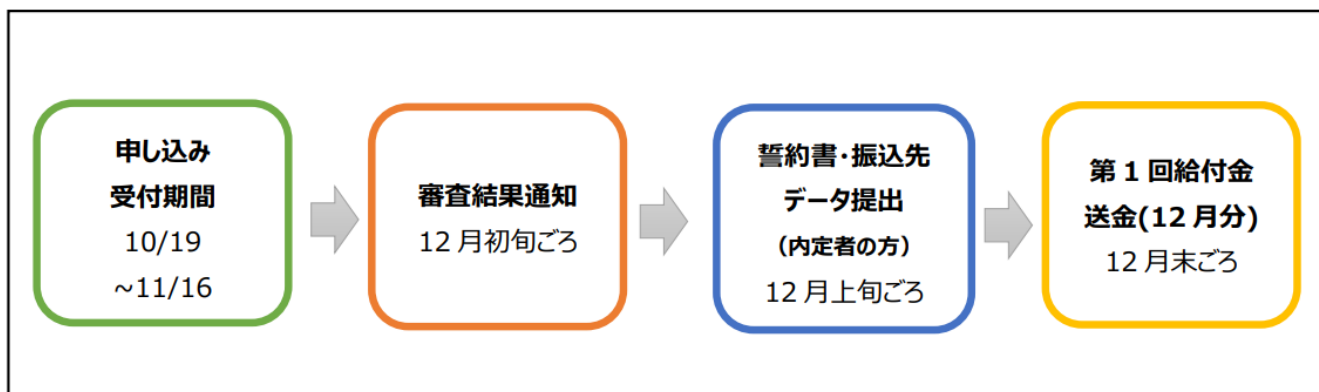 申し込み
受付期間
10/19
~11/16
審査結果通知
12月初旬ごろ
誓約書・振込先
データ提出
（内定者の方）
12月上旬ごろ
第1回給付金
送金(12月分)
12月末ごろ